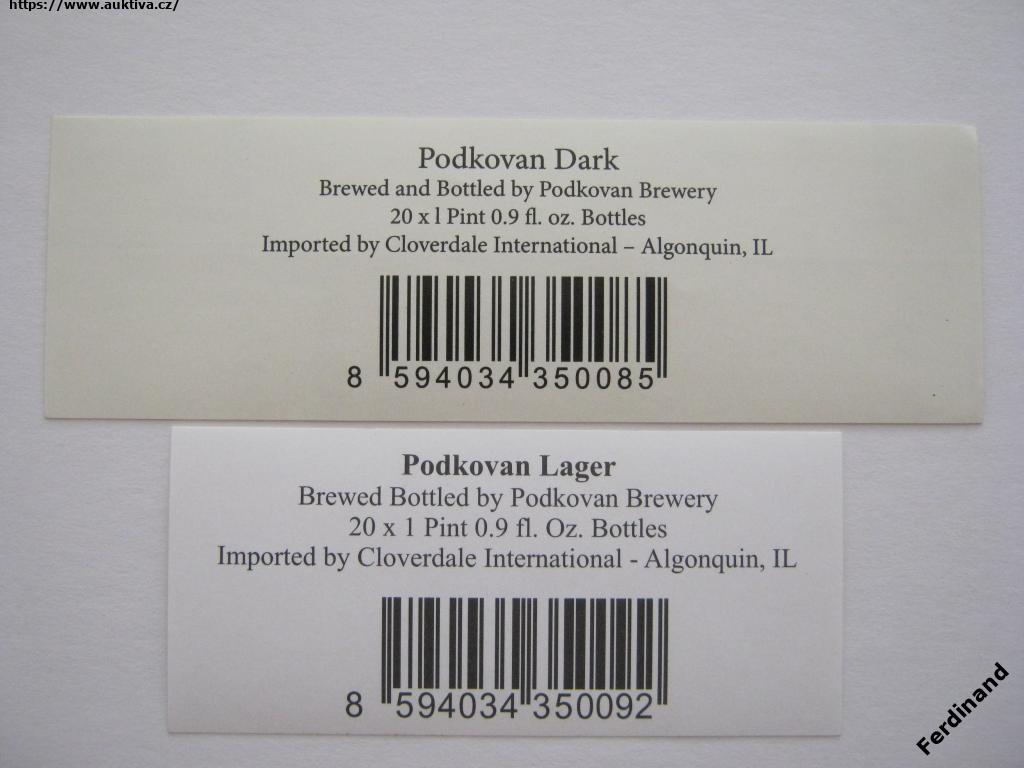 https://www.auktiva.cz/
Podkovan Dark
Brewed and Bottled by Podkovan Brewery
20 x l Pint 0.9 fl. oz. Bottles
Imported by Cloverdale International – Algonquin, IL
8 594034 350085
Podkovan Lager
Brewed Bottled by Podkovan Brewery
20 x 1 Pint 0.9 fl. Oz. Bottles
Imported by Cloverdale International - Algonquin, IL
8 594034 350092
Ferdinand